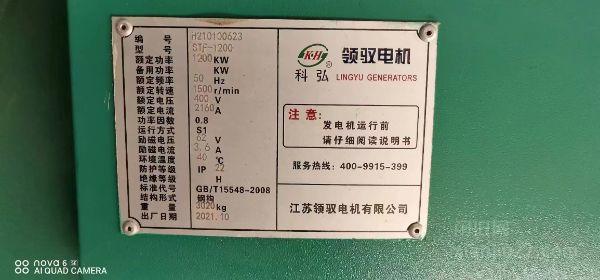 编号 H210100623
型号 STF-1200
额定功率 1200 KW
备用功率 KW
额定频率 50 Hz
额定转速 1500 r/min
额定电压 400 V
额定电流 2160 A
功率因数 0.8
运行方式 S1
励磁电压 62 V
励磁电流 3.6 A
环境温度 40 ℃
防护等级 IP 22
绝缘等级 H
标准代号 GB/T15548-2008
结构形式 钢构
重量 3020 kg
出厂日期 2021.10
KH
®
科弘
领驭电机
LINGYU GENERATORS
注意:
发电机运行前
请仔细阅读说明书
服务热线: 400-9915-399
江苏领驭电机有限公司
nova 6
AI QUAD CAMERA